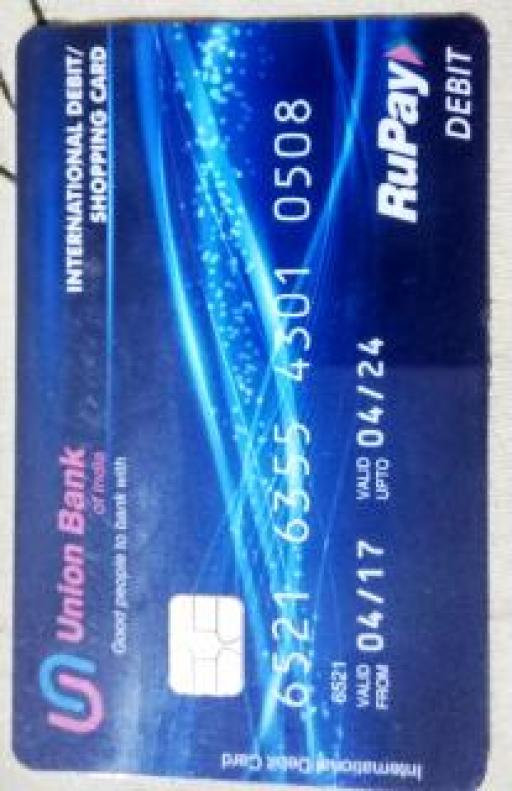 Union Bank
of India
Good people to bank with
INTERNATIONAL DEBIT/
SHOPPING CARD
6521 6355 4301 0508
6521
VALID FROM 04/17 VALID UPTO 04/24
RuPay
DEBIT
International Debit Card